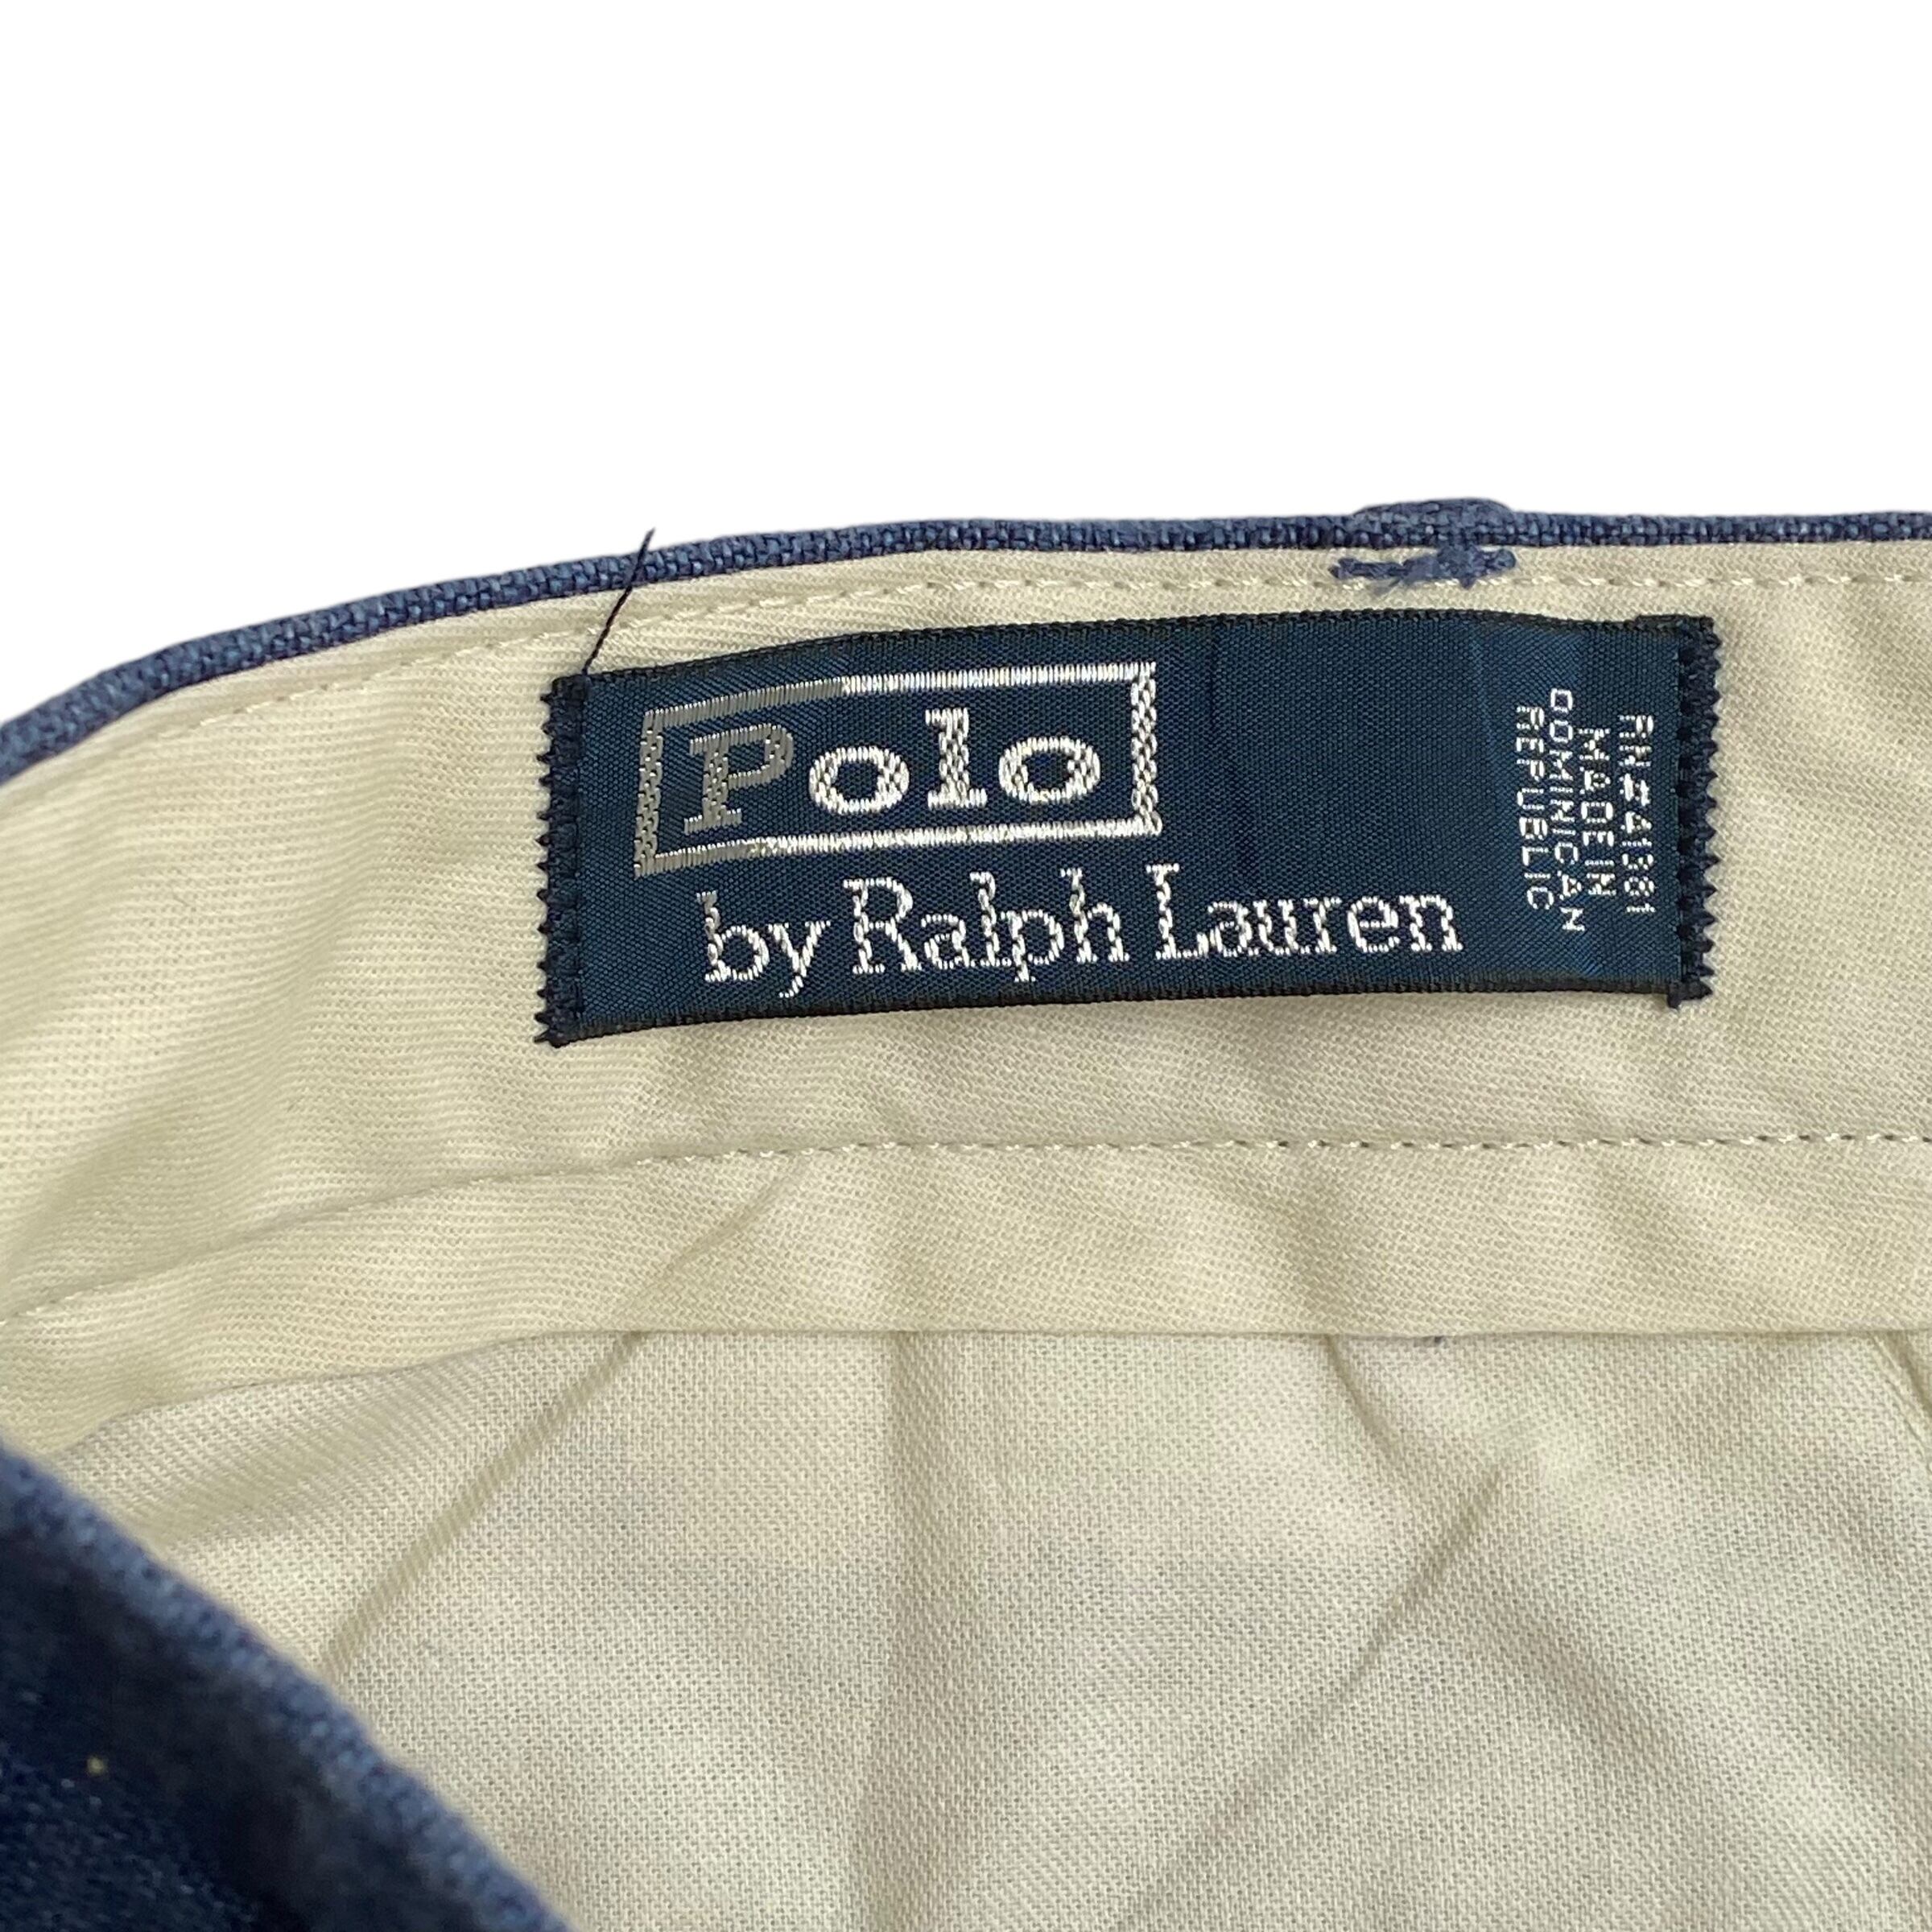 Polo
by Ralph Lauren
RN#41381
MADE IN
DOMINICAN
REPUBLIC